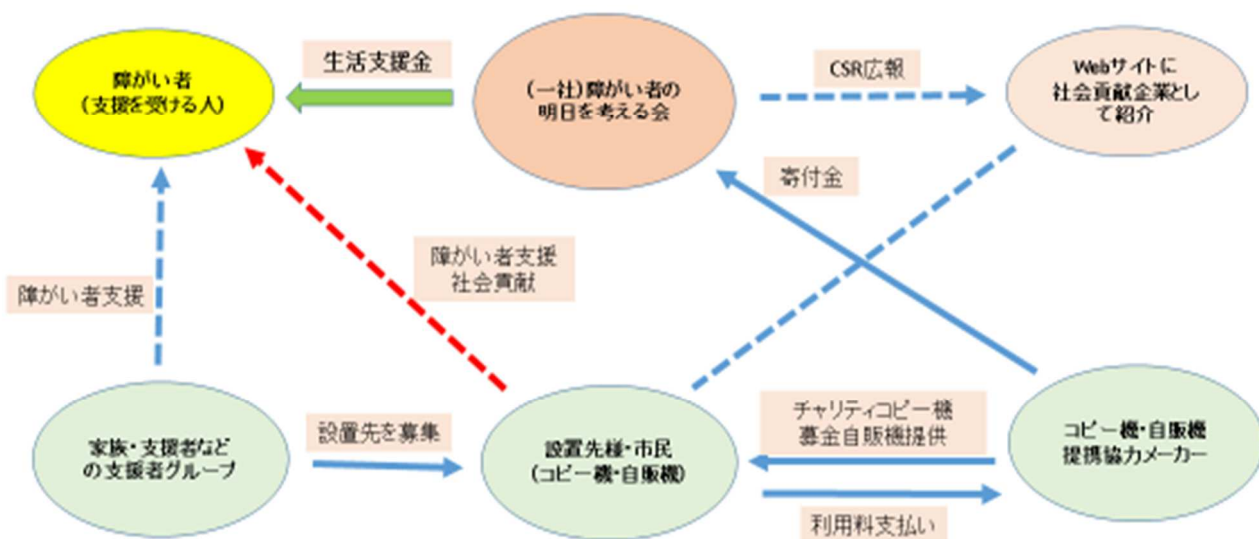 障がい者
（支援を受ける人）
生活支援金
（一社）障がい者の
明日を考える会
CSR広報
Webサイトに
社会貢献企業とし
て紹介
寄付金
障がい者支援
社会貢献
障がい者支援
家族・支援者など
の支援者グループ
設置先を募集
設置先様・市民
（コピー機・自販機）
チャリティコピー機
募金自販機提供
利用料支払い
コピー機・自販機
提携協力メーカー